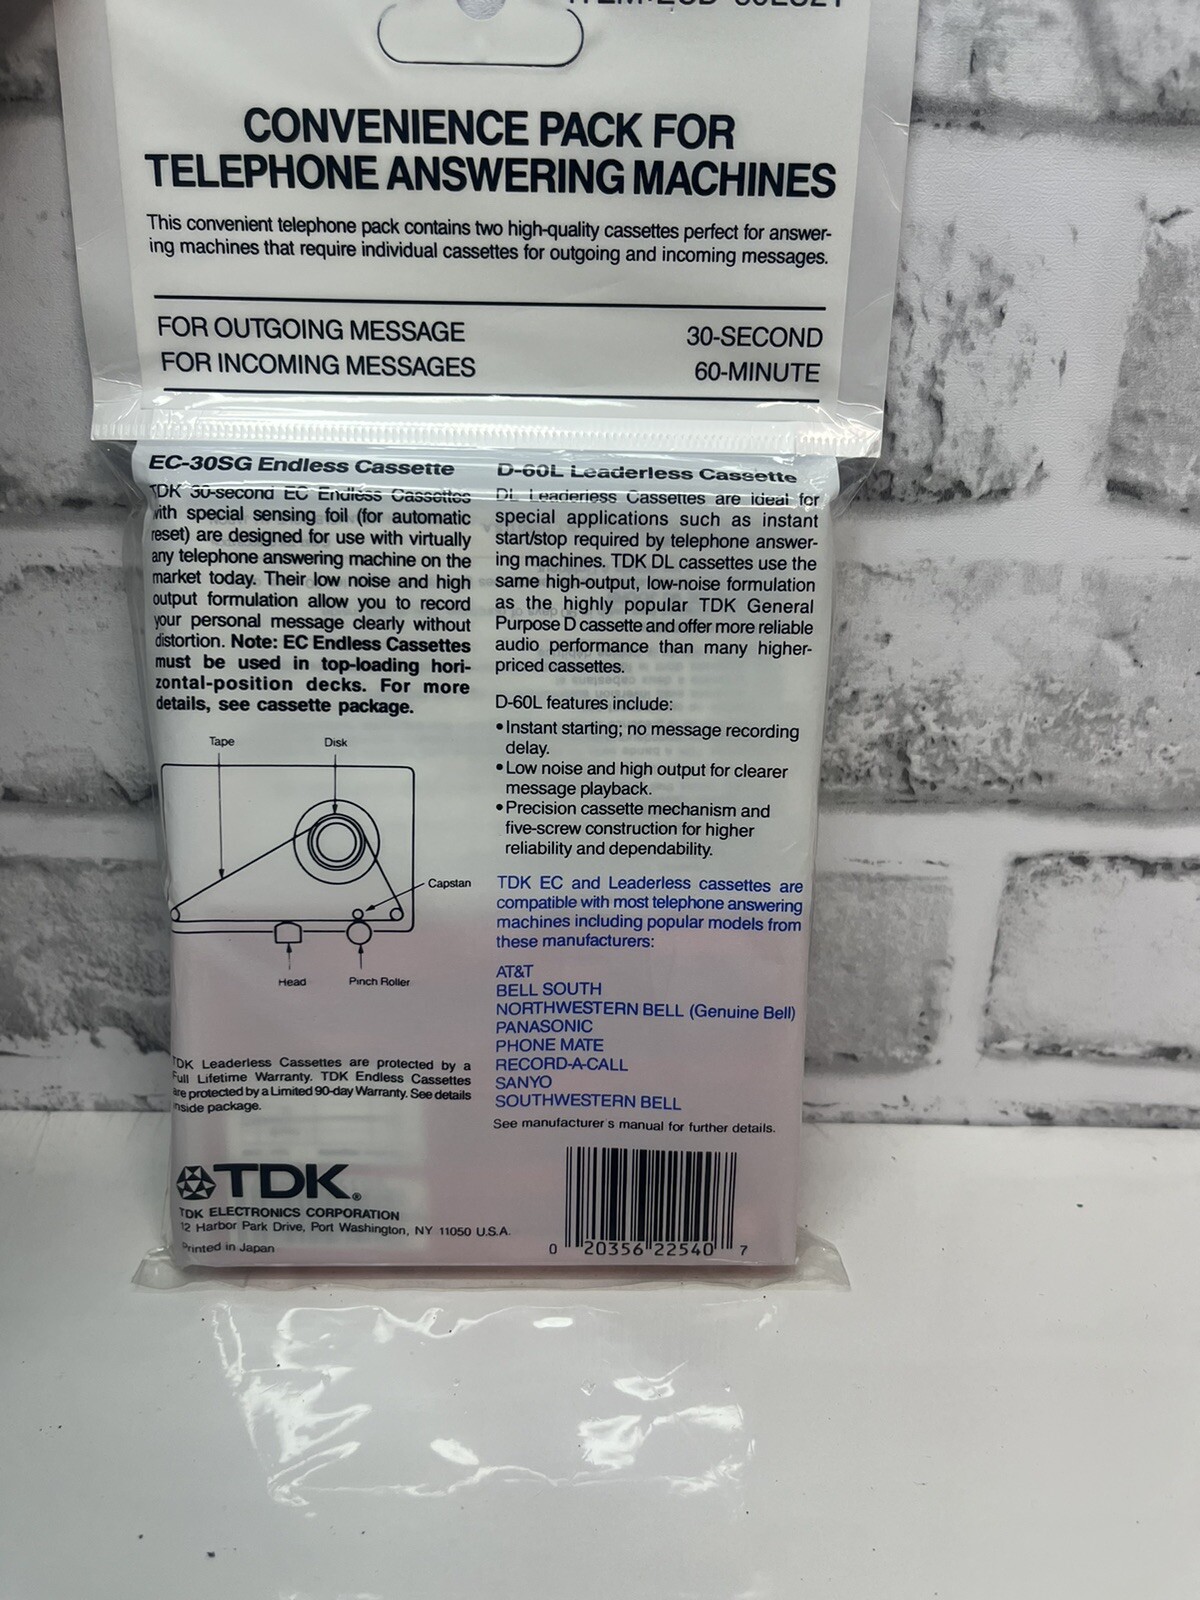 CONVENIENCE PACK FOR
TELEPHONE ANSWERING MACHINES
This convenient telephone pack contains two high-quality cassettes perfect for answer-
ing machines that require individual cassettes for outgoing and incoming messages.
FOR OUTGOING MESSAGE 30-SECOND
FOR INCOMING MESSAGES 60-MINUTE
EC-30SG Endless Cassette
TDK 30-second EC Endless Cassettes
with special sensing foil (for automatic
reset) are designed for use with virtually
any telephone answering machine on the
market today. Their low noise and high
output formulation allow you to record
your personal message clearly without
distortion. Note: EC Endless Cassettes
must be used in top-loading hori-
zontal-position decks. For more
details, see cassette package.
Tape Disk
Capstan
Head Pinch Roller
TDK Leaderless Cassettes are protected by a
Full Lifetime Warranty. TDK Endless Cassettes
are protected by a Limited 90-day Warranty. See details
inside package.
D-60L Leaderless Cassette
DL Leaderless Cassettes are ideal for
special applications such as instant
start/stop required by telephone answer-
ing machines. TDK DL cassettes use the
same high-output, low-noise formulation
as the highly popular TDK General
Purpose D cassette and offer more reliable
audio performance than many higher-
priced cassettes.
D-60L features include:
• Instant starting; no message recording
delay.
• Low noise and high output for clearer
message playback.
• Precision cassette mechanism and
five-screw construction for higher
reliability and dependability.
TDK EC and Leaderless cassettes are
compatible with most telephone answering
machines including popular models from
these manufacturers:
AT&T
BELL SOUTH
NORTHWESTERN BELL (Genuine Bell)
PANASONIC
PHONE MATE
RECORD-A-CALL
SANYO
SOUTHWESTERN BELL
See manufacturer's manual for further details.
TDK®
TDK ELECTRONICS CORPORATION
12 Harbor Park Drive, Port Washington, NY 11050 U.S.A.
Printed in Japan
0 20356 22540 7